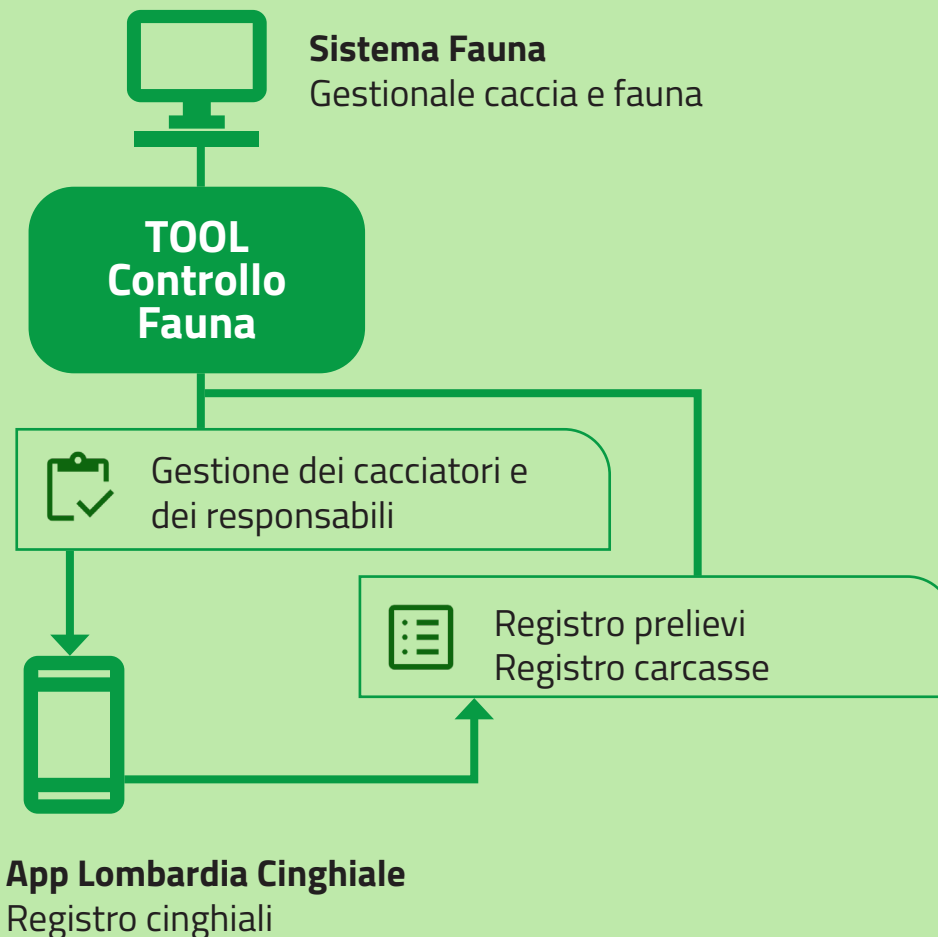 Sistema Fauna
Gestionale caccia e fauna
TOOL
Controllo
Fauna
Gestione dei cacciatori e
dei responsabili
Registro prelievi
Registro carcasse
App Lombardia Cinghiale
Registro cinghiali